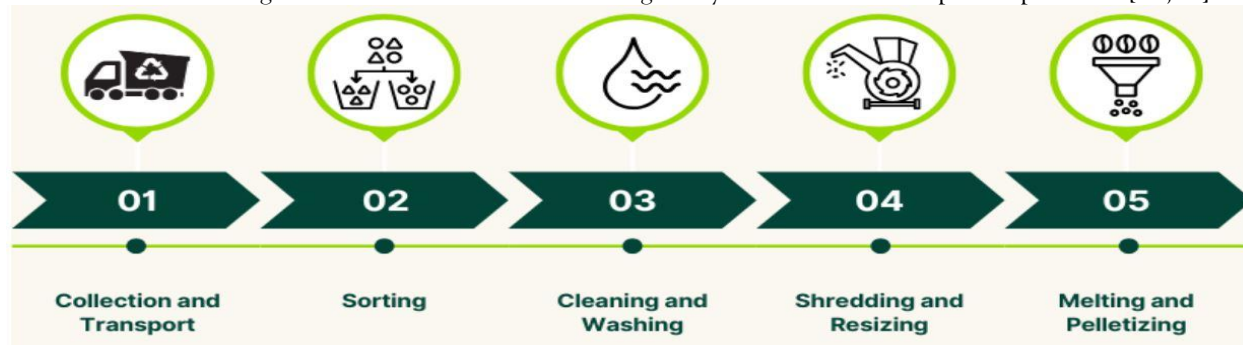 01
02
03
04
05
Collection and
Transport
Sorting
Cleaning and
Washing
Shredding and
Resizing
Melting and
Pelletizing